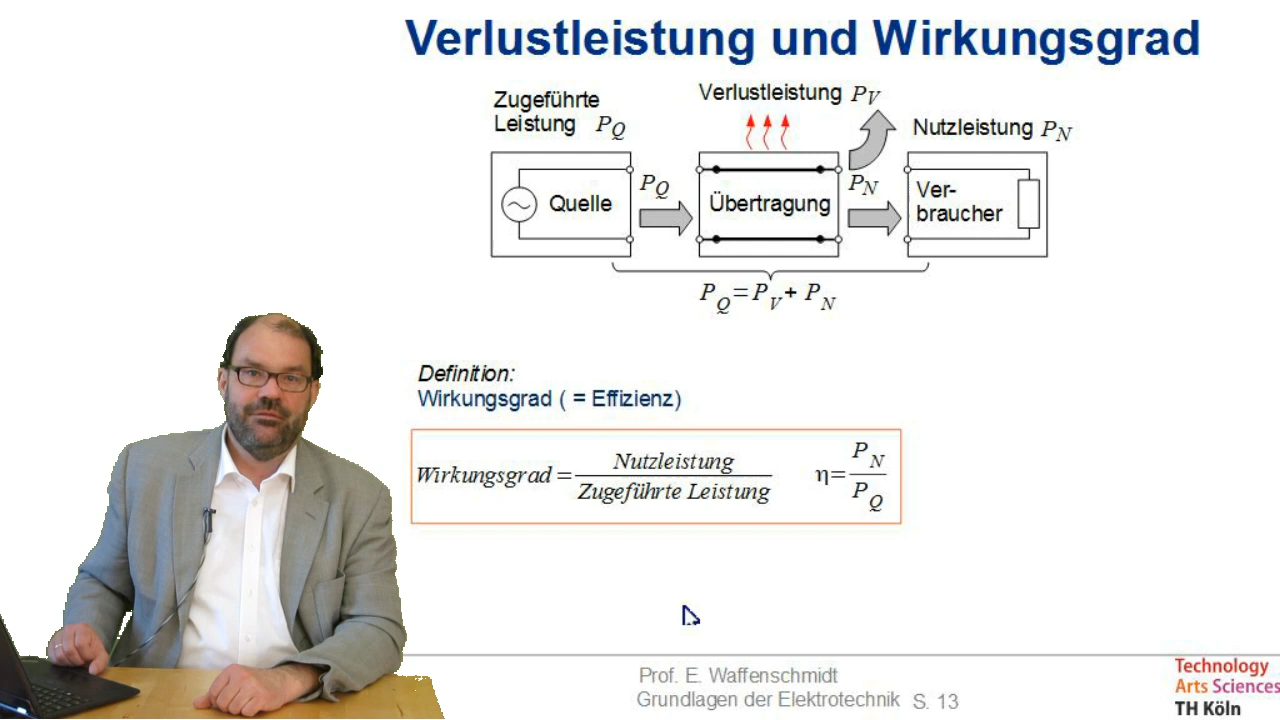 Verlustleistung und Wirkungsgrad
Zugeführte
Leistung P_Q
Verlustleistung P_V
Nutzleistung P_N
Quelle
P_Q
Übertragung
P_N
Ver-
braucher
P_Q=P_V+ P_N
Definition:
Wirkungsgrad ( = Effizienz)
Wirkungsgrad = Nutzleistung / Zugeführte Leistung η= P_N / P_Q
Prof. E. Waffenschmidt
Grundlagen der Elektrotechnik S. 13
Technology
Arts Sciences
TH Köln